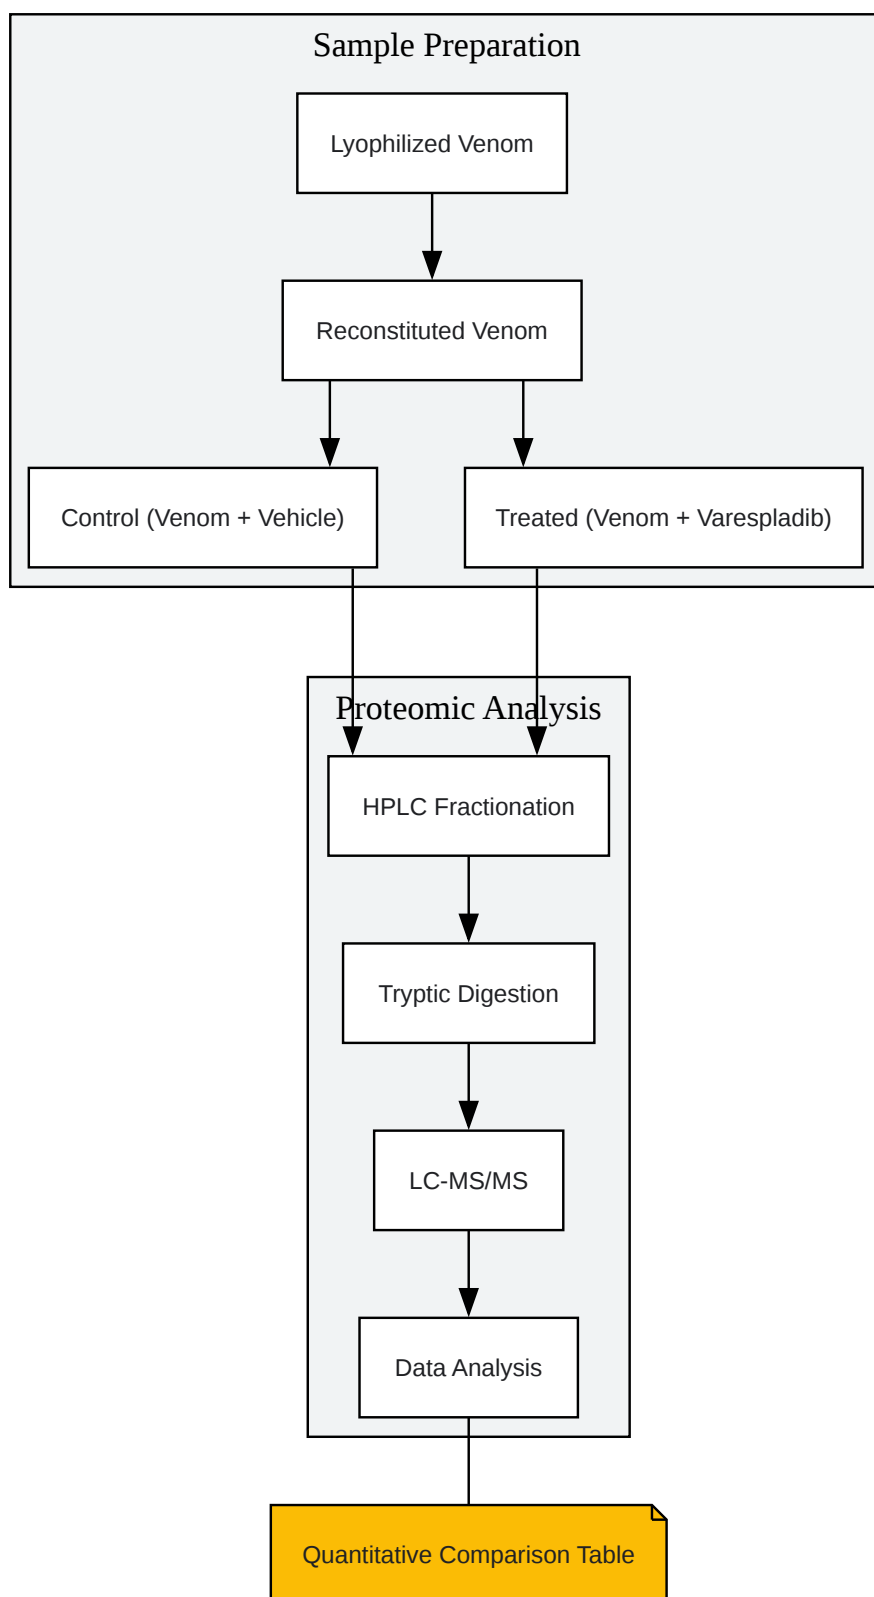 Sample Preparation
Lyophilized Venom
Reconstituted Venom
Control (Venom + Vehicle)
Treated (Venom + Varespladib)
Proteomic Analysis
HPLC Fractionation
Tryptic Digestion
LC-MS/MS
Data Analysis
Quantitative Comparison Table